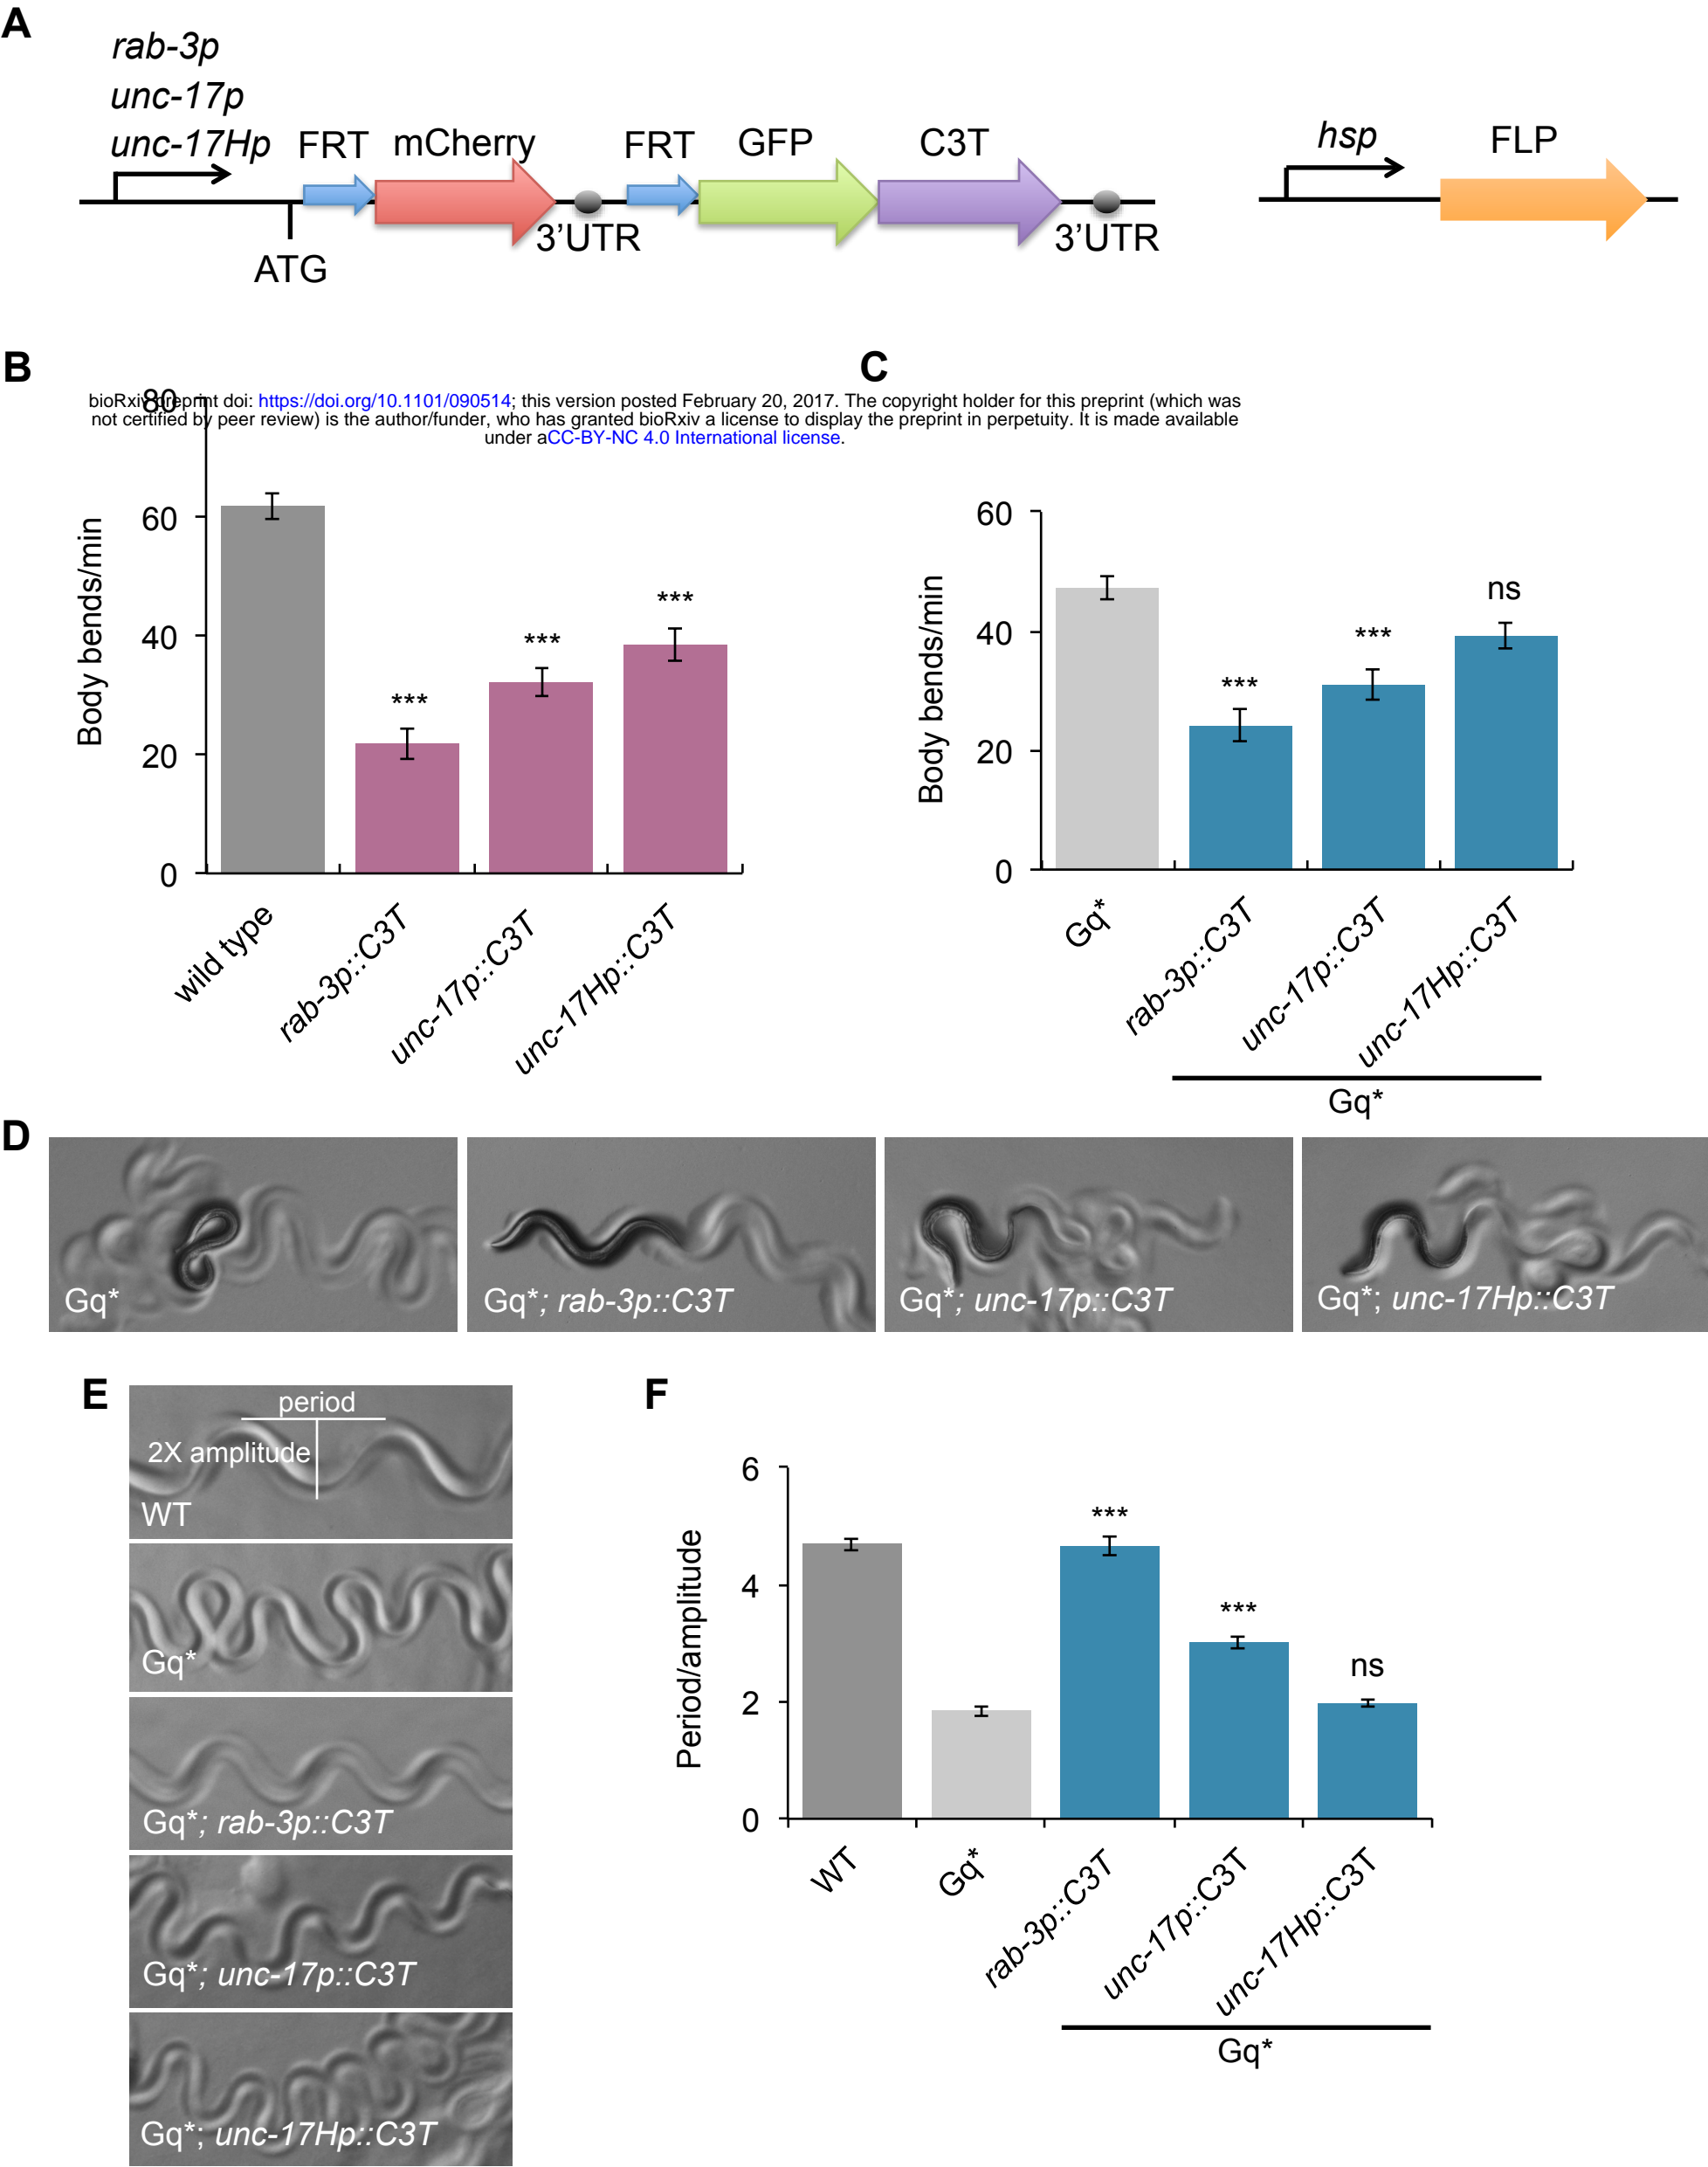 A
rab-3p
unc-17p
unc-17Hp
FRT
mCherry
FRT
GFP
C3T
hsp
FLP
3’UTR
3’UTR
ATG
B
C
bioRxiv preprint doi: https://doi.org/10.1101/090514; this version posted February 20, 2017. The copyright holder for this preprint (which was
not certified by peer review) is the author/funder, who has granted bioRxiv a license to display the preprint in perpetuity. It is made available
under aCC-BY-NC 4.0 International license.
80
60
40
20
0
Body bends/min
***
***
***
wild type
rab-3p::C3T
unc-17p::C3T
unc-17Hp::C3T
60
40
20
0
Body bends/min
***
***
ns
Gq*
rab-3p::C3T
unc-17p::C3T
unc-17Hp::C3T
Gq*
D
Gq*
Gq*; rab-3p::C3T
Gq*; unc-17p::C3T
Gq*; unc-17Hp::C3T
E
period
2X amplitude
WT
Gq*
Gq*; rab-3p::C3T
Gq*; unc-17p::C3T
Gq*; unc-17Hp::C3T
F
6
4
2
0
Period/amplitude
***
***
ns
WT
Gq*
rab-3p::C3T
unc-17p::C3T
unc-17Hp::C3T
Gq*